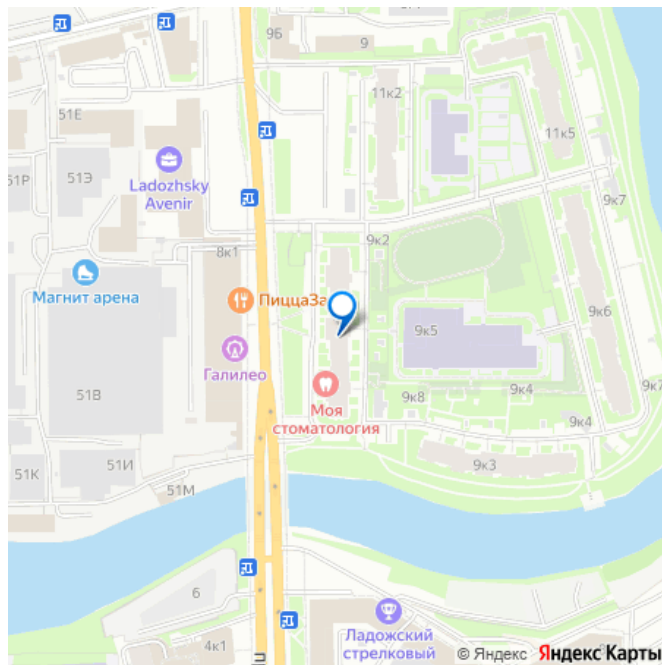 9Б
9
11к2
51Е
11к5
51Р
51Э
Ladozhsky
Avenir
9к7
8к1
9к2
Магнит арена
ПиццаЗа
9к6
9к5
Галилео
51В
9к8
9к4
9к7
Моя
стоматология
9к4
51К
51И
9к3
51М
6
4к1
Ладожский
стрелковый
© Яндекс Яндекс Карты